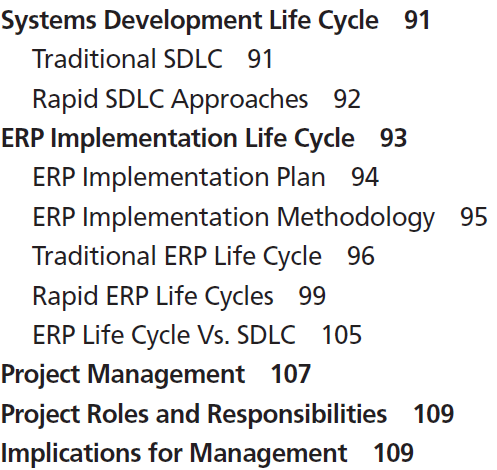 Systems Development Life Cycle 91
Traditional SDLC 91
Rapid SDLC Approaches 92
ERP Implementation Life Cycle 93
ERP Implementation Plan 94
ERP Implementation Methodology 95
Traditional ERP Life Cycle 96
Rapid ERP Life Cycles 99
ERP Life Cycle Vs. SDLC 105
Project Management 107
Project Roles and Responsibilities 109
Implications for Management 109